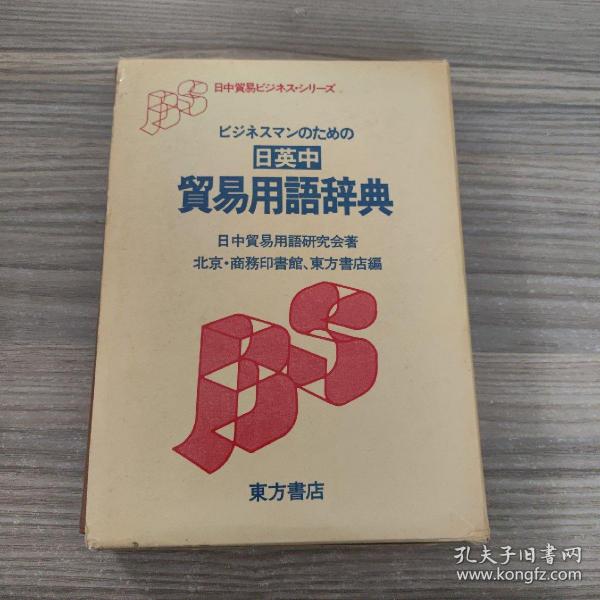 BS
日中貿易ビジネス・シリーズ
ビジネスマンのための
日英中
貿易用語辞典
日中貿易用語研究会著
北京・商務印書館、東方書店編
BS
東方書店
孔夫子旧书网
www.kongfz.com